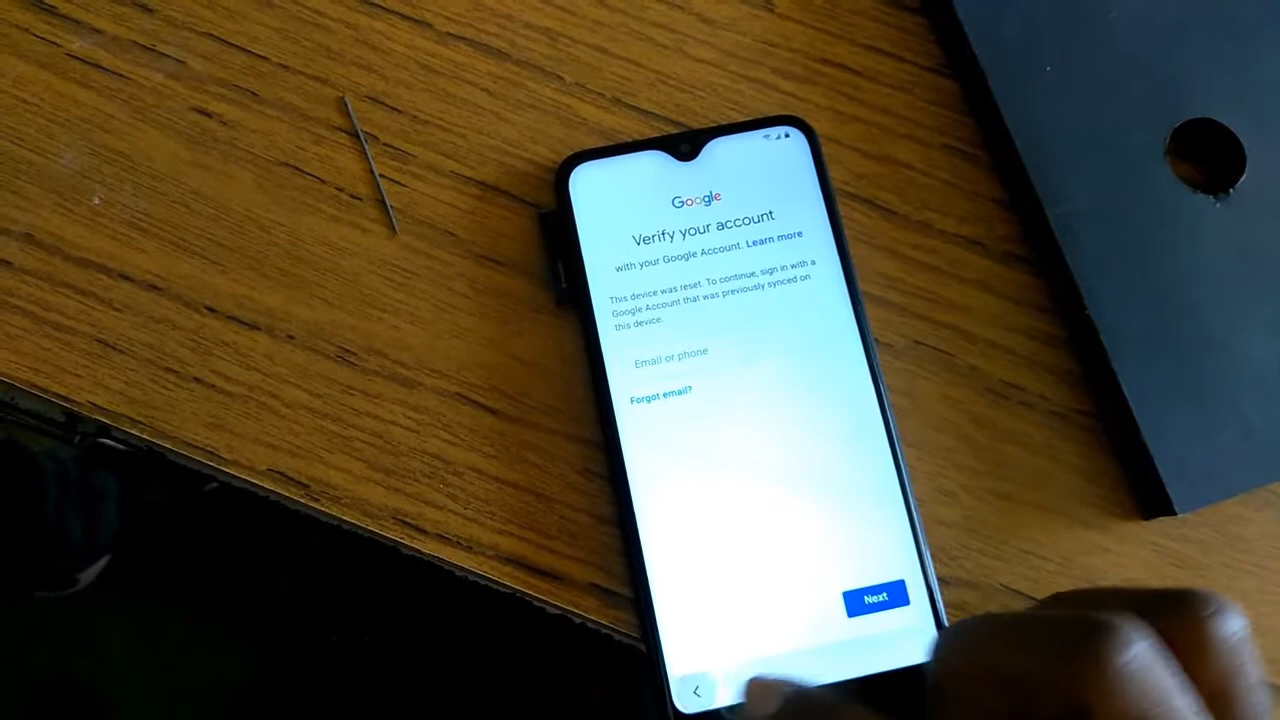 Google
Verify your account
with your Google Account. Learn more
This device was reset. To continue, sign in with a
Google Account that was previously synced on
this device.
Email or phone
Forgot email?
Next